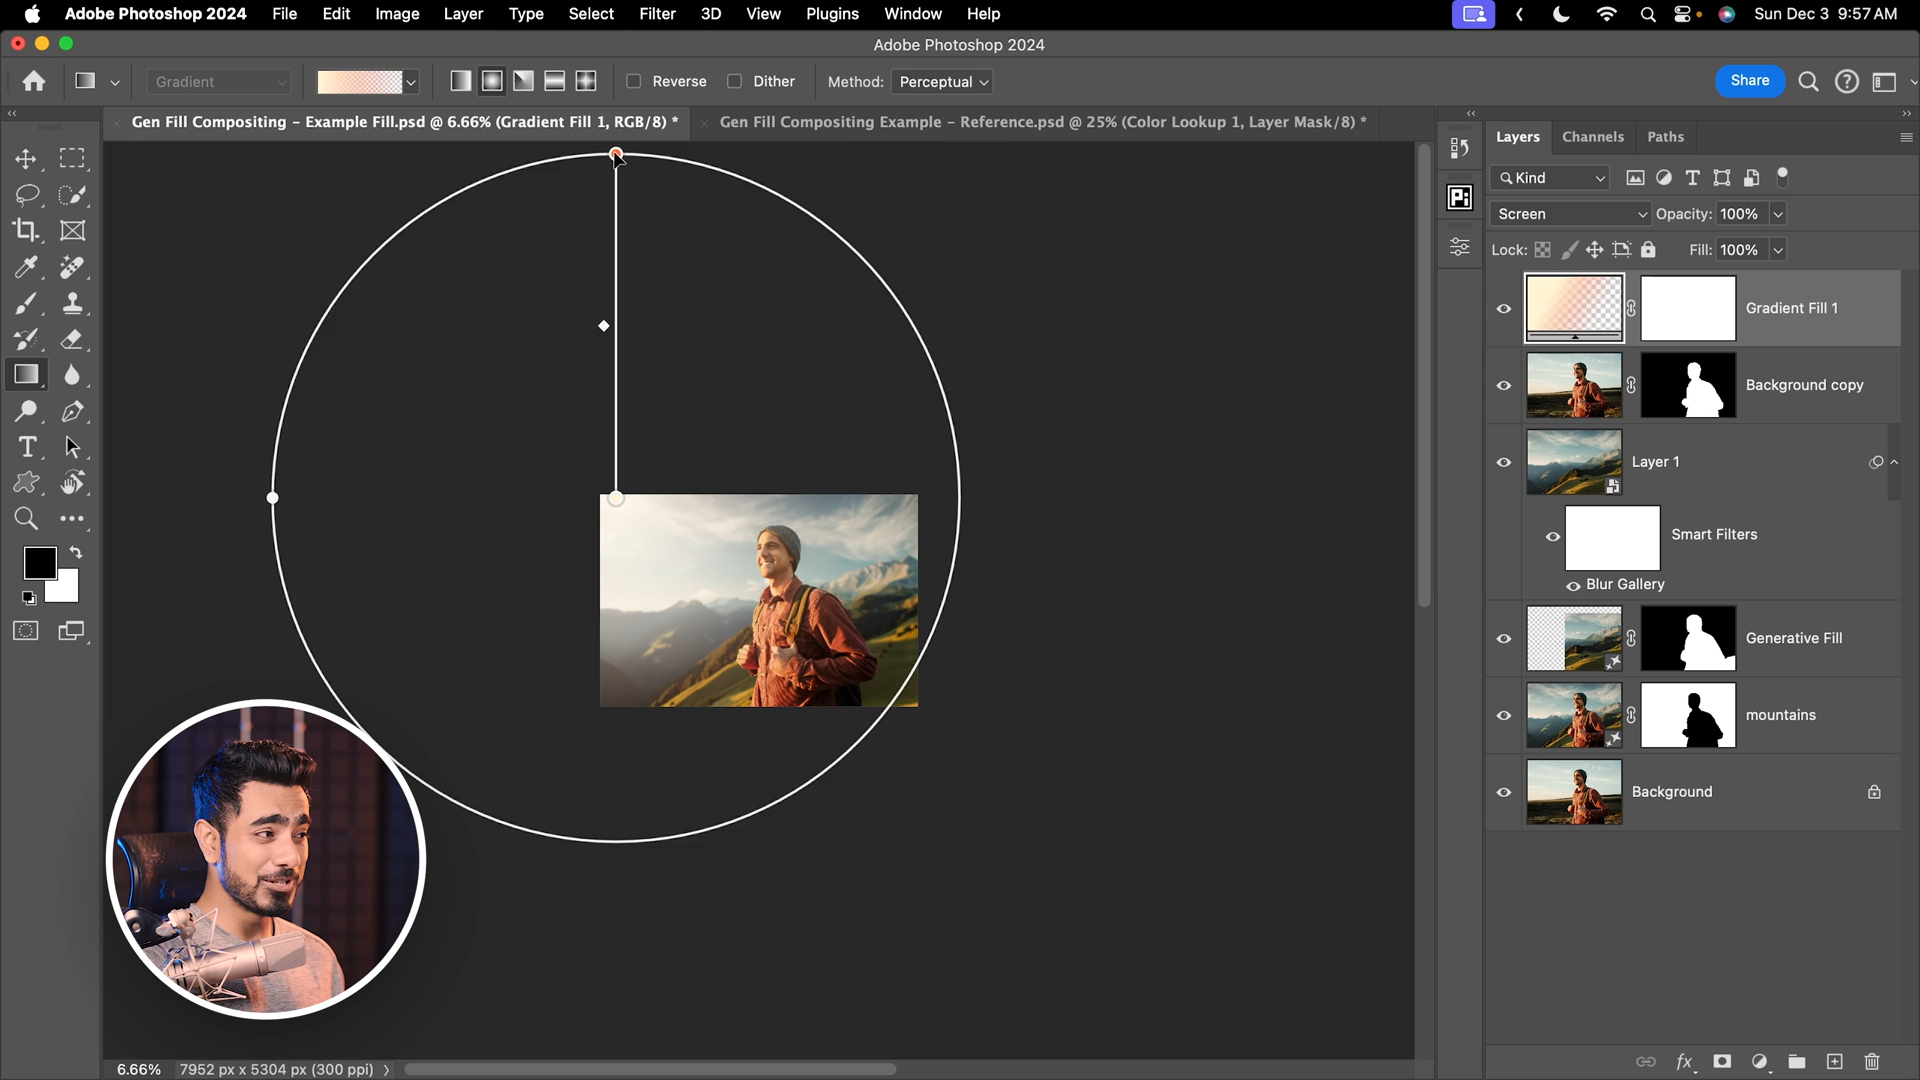 Adobe Photoshop 2024 File Edit Image Layer Type Select Filter 3D View Plugins Window Help Sun Dec 3 9:57 AM
Adobe Photoshop 2024
Gradient Reverse Dither Method: Perceptual Share
Gen Fill Compositing - Example Fill.psd @ 6.66% (Gradient Fill 1, RGB/8) * Gen Fill Compositing Example - Reference.psd @ 25% (Color Lookup 1, Layer Mask/8) *
Layers Channels Paths
Kind
Screen Opacity: 100%
Lock: Fill: 100%
Pi
Gradient Fill 1
Background copy
Layer 1
Smart Filters
Blur Gallery
Generative Fill
mountains
Background
6.66% 7952 px x 5304 px (300 ppi)
fx